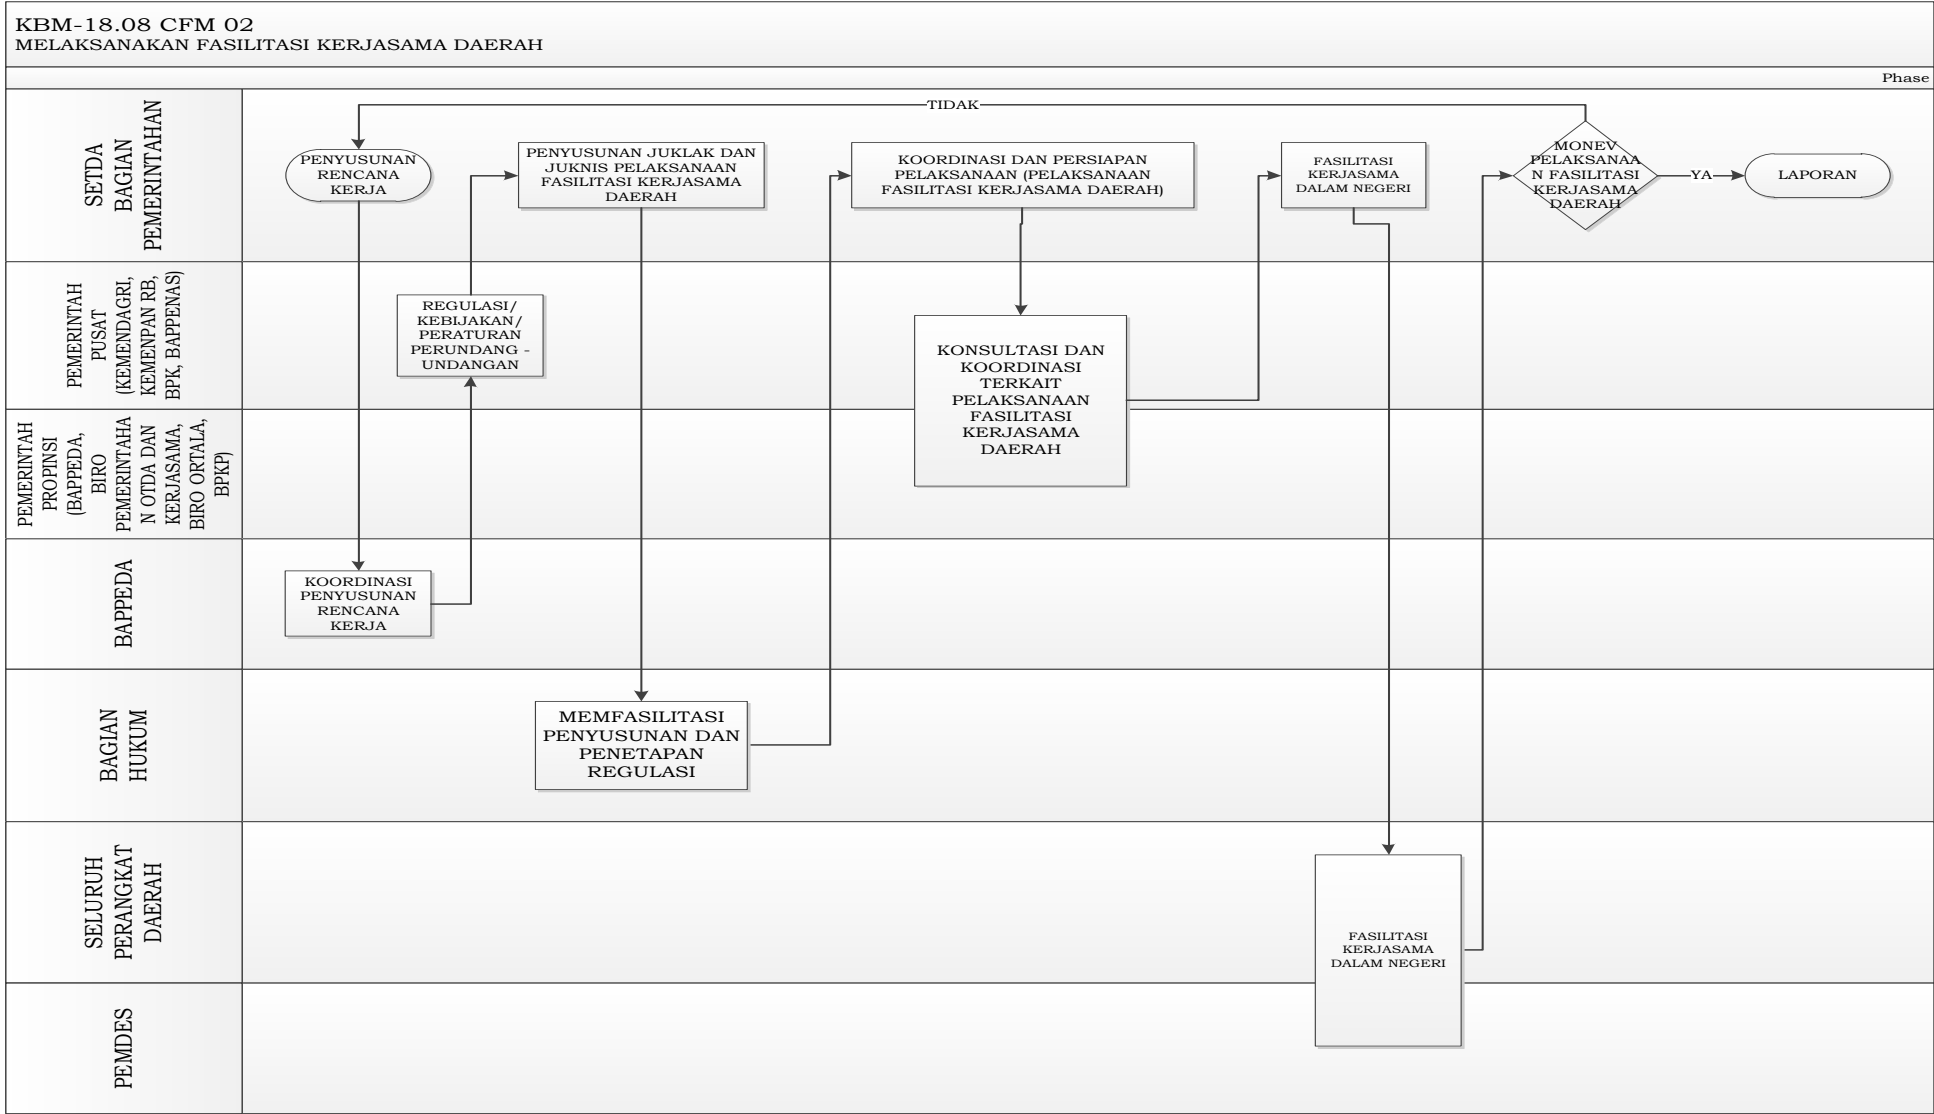 KBM-18.08 CFM 02
MELAKSANAKAN FASILITASI KERJASAMA DAERAH
Phase
SETDA
BAGIAN
PEMERINTAHAN
TIDAK
PENYUSUNAN
RENCANA
KERJA
PENYUSUNAN JUKLAK DAN
JUKNIS PELAKSANAAN
FASILITASI KERJASAMA
DAERAH
KOORDINASI DAN PERSIAPAN
PELAKSANAAN (PELAKSANAAN
FASILITASI KERJASAMA DAERAH)
FASILITASI
KERJASAMA
DALAM NEGERI
MONEV
PELAKSANAA
N FASILITASI
KERJASAMA
DAERAH
YA
LAPORAN
PEMERINTAH
PUSAT
(KEMENDAGRI,
KEMENPAN RB,
BPK, BAPPENAS)
REGULASI/
KEBIJAKAN/
PERATURAN
PERUNDANG -
UNDANGAN
KONSULTASI DAN
KOORDINASI
TERKAIT
PELAKSANAAN
FASILITASI
KERJASAMA
DAERAH
PEMERINTAH
PROPINSI
(BAPPEDA,
BIRO
PEMERINTAHA
N OTDA DAN
KERJASAMA,
BIRO ORTALA,
BPKP)
BAPPEDA
KOORDINASI
PENYUSUNAN
RENCANA
KERJA
BAGIAN
HUKUM
MEMFASILITASI
PENYUSUNAN DAN
PENETAPAN
REGULASI
SELURUH
PERANGKAT
DAERAH
FASILITASI
KERJASAMA
DALAM NEGERI
PEMDES